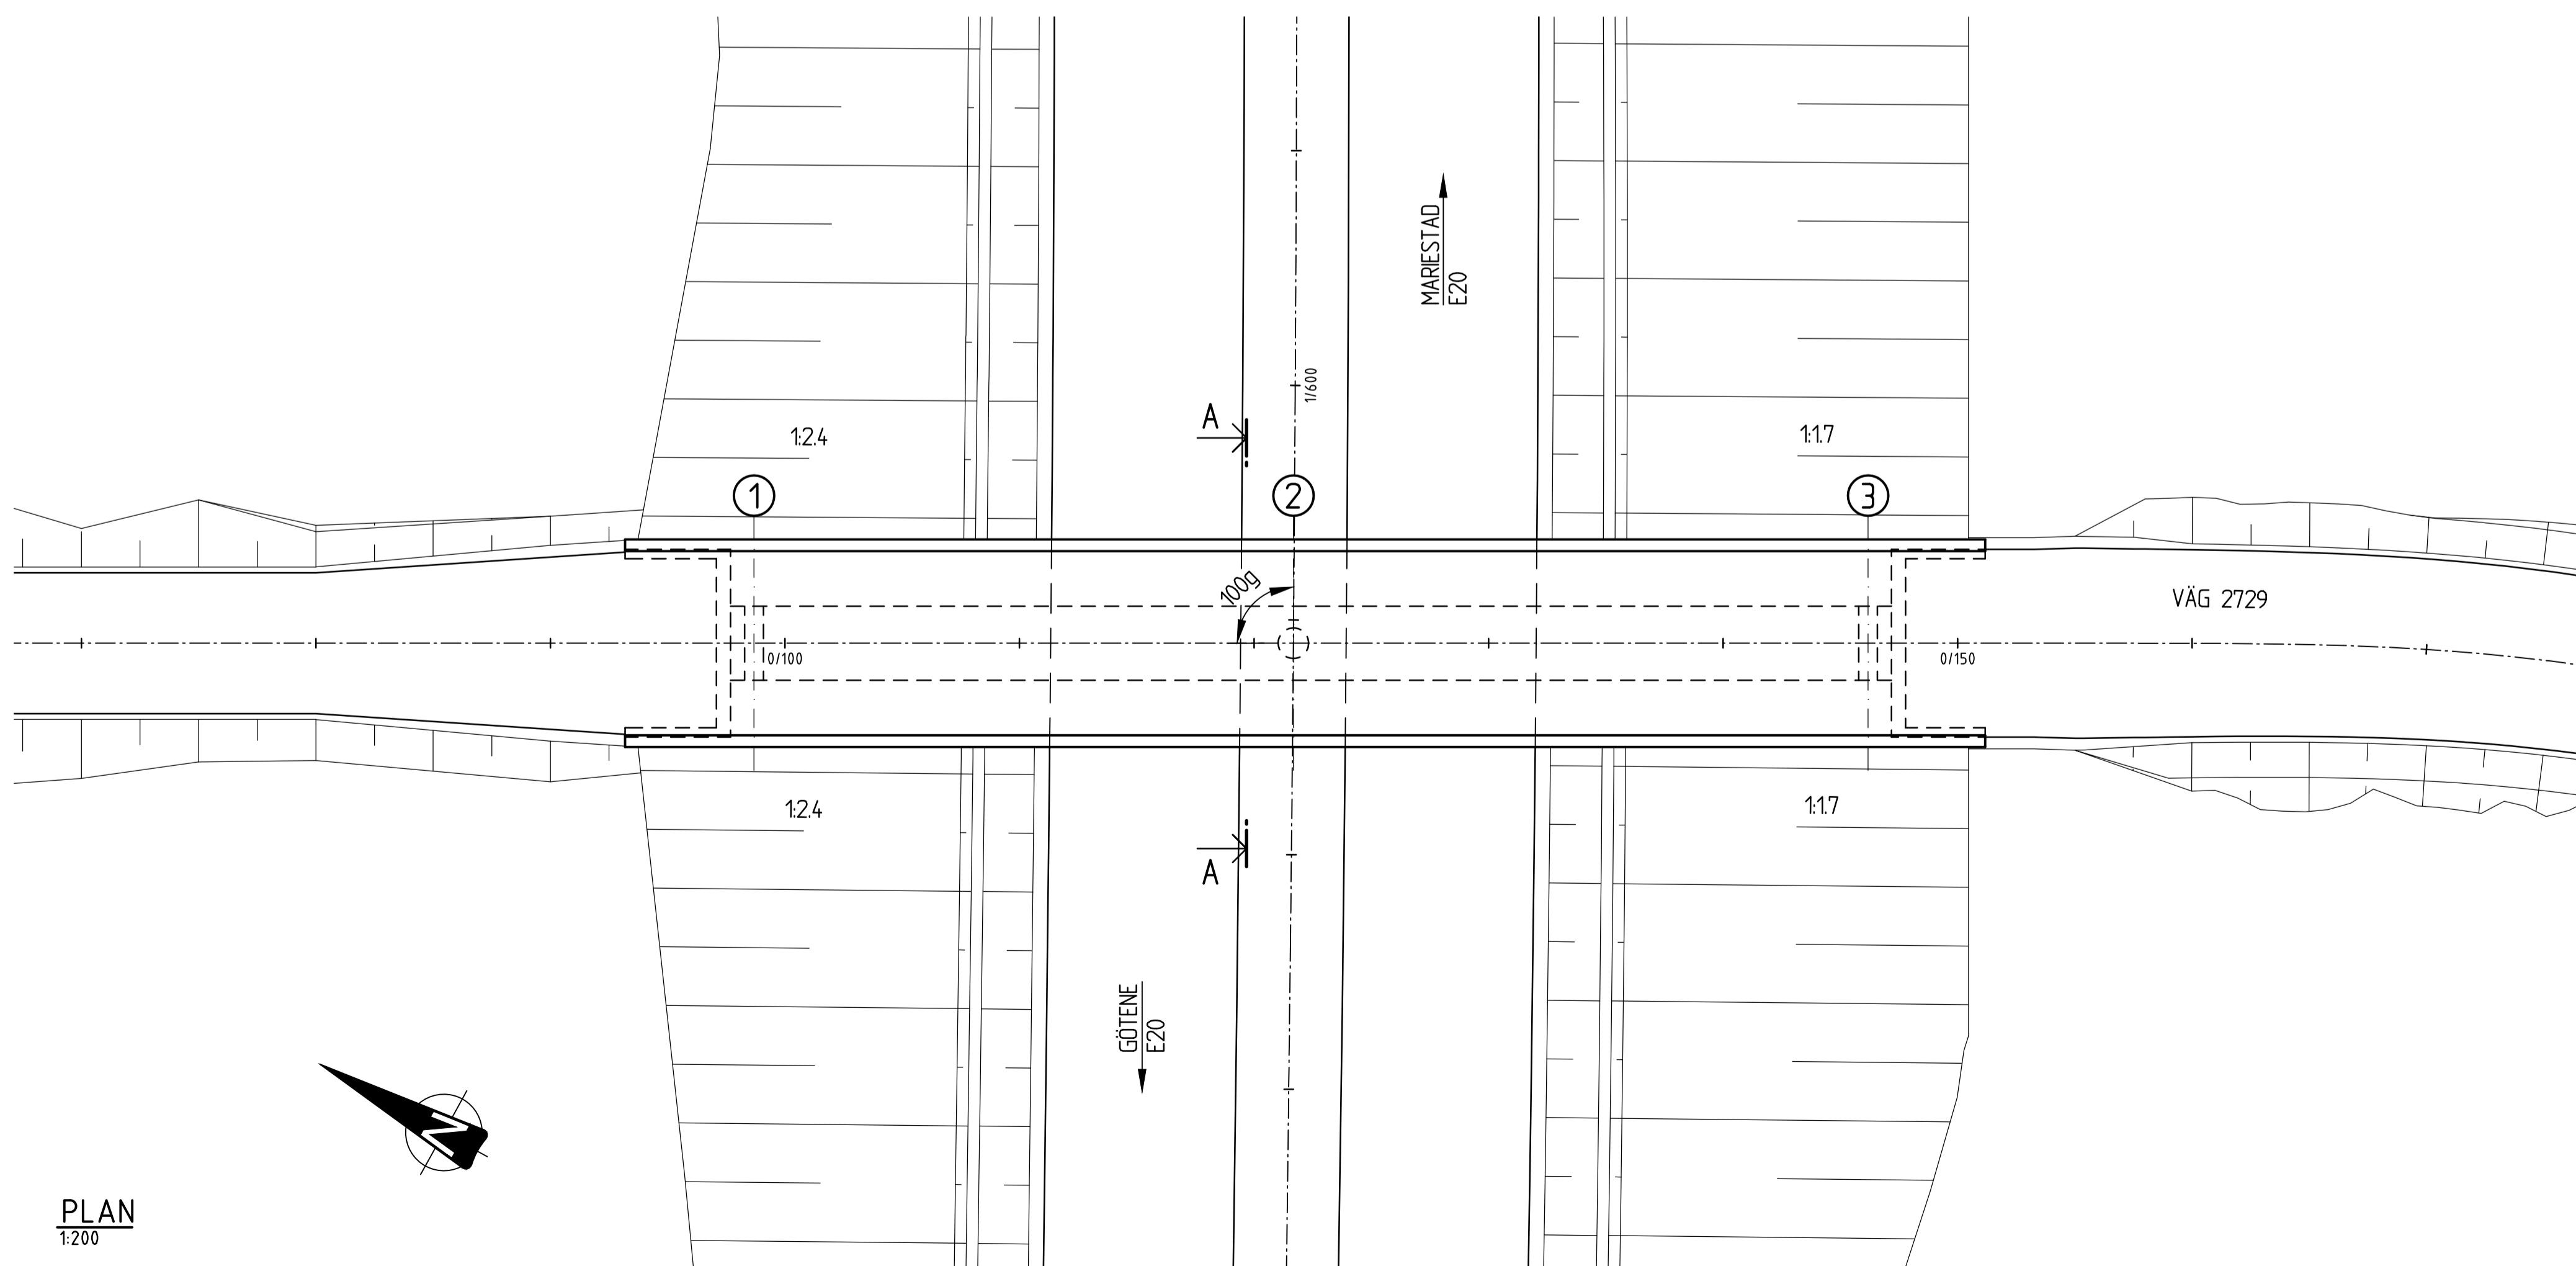 MARIESTAD
E20
1/600
A
1:2.4
1:1.7
1
2
3
100g
VÄG 2729
0/100
0/150
1:2.4
1:1.7
A
GÖTENE
E20
N
PLAN
1:200